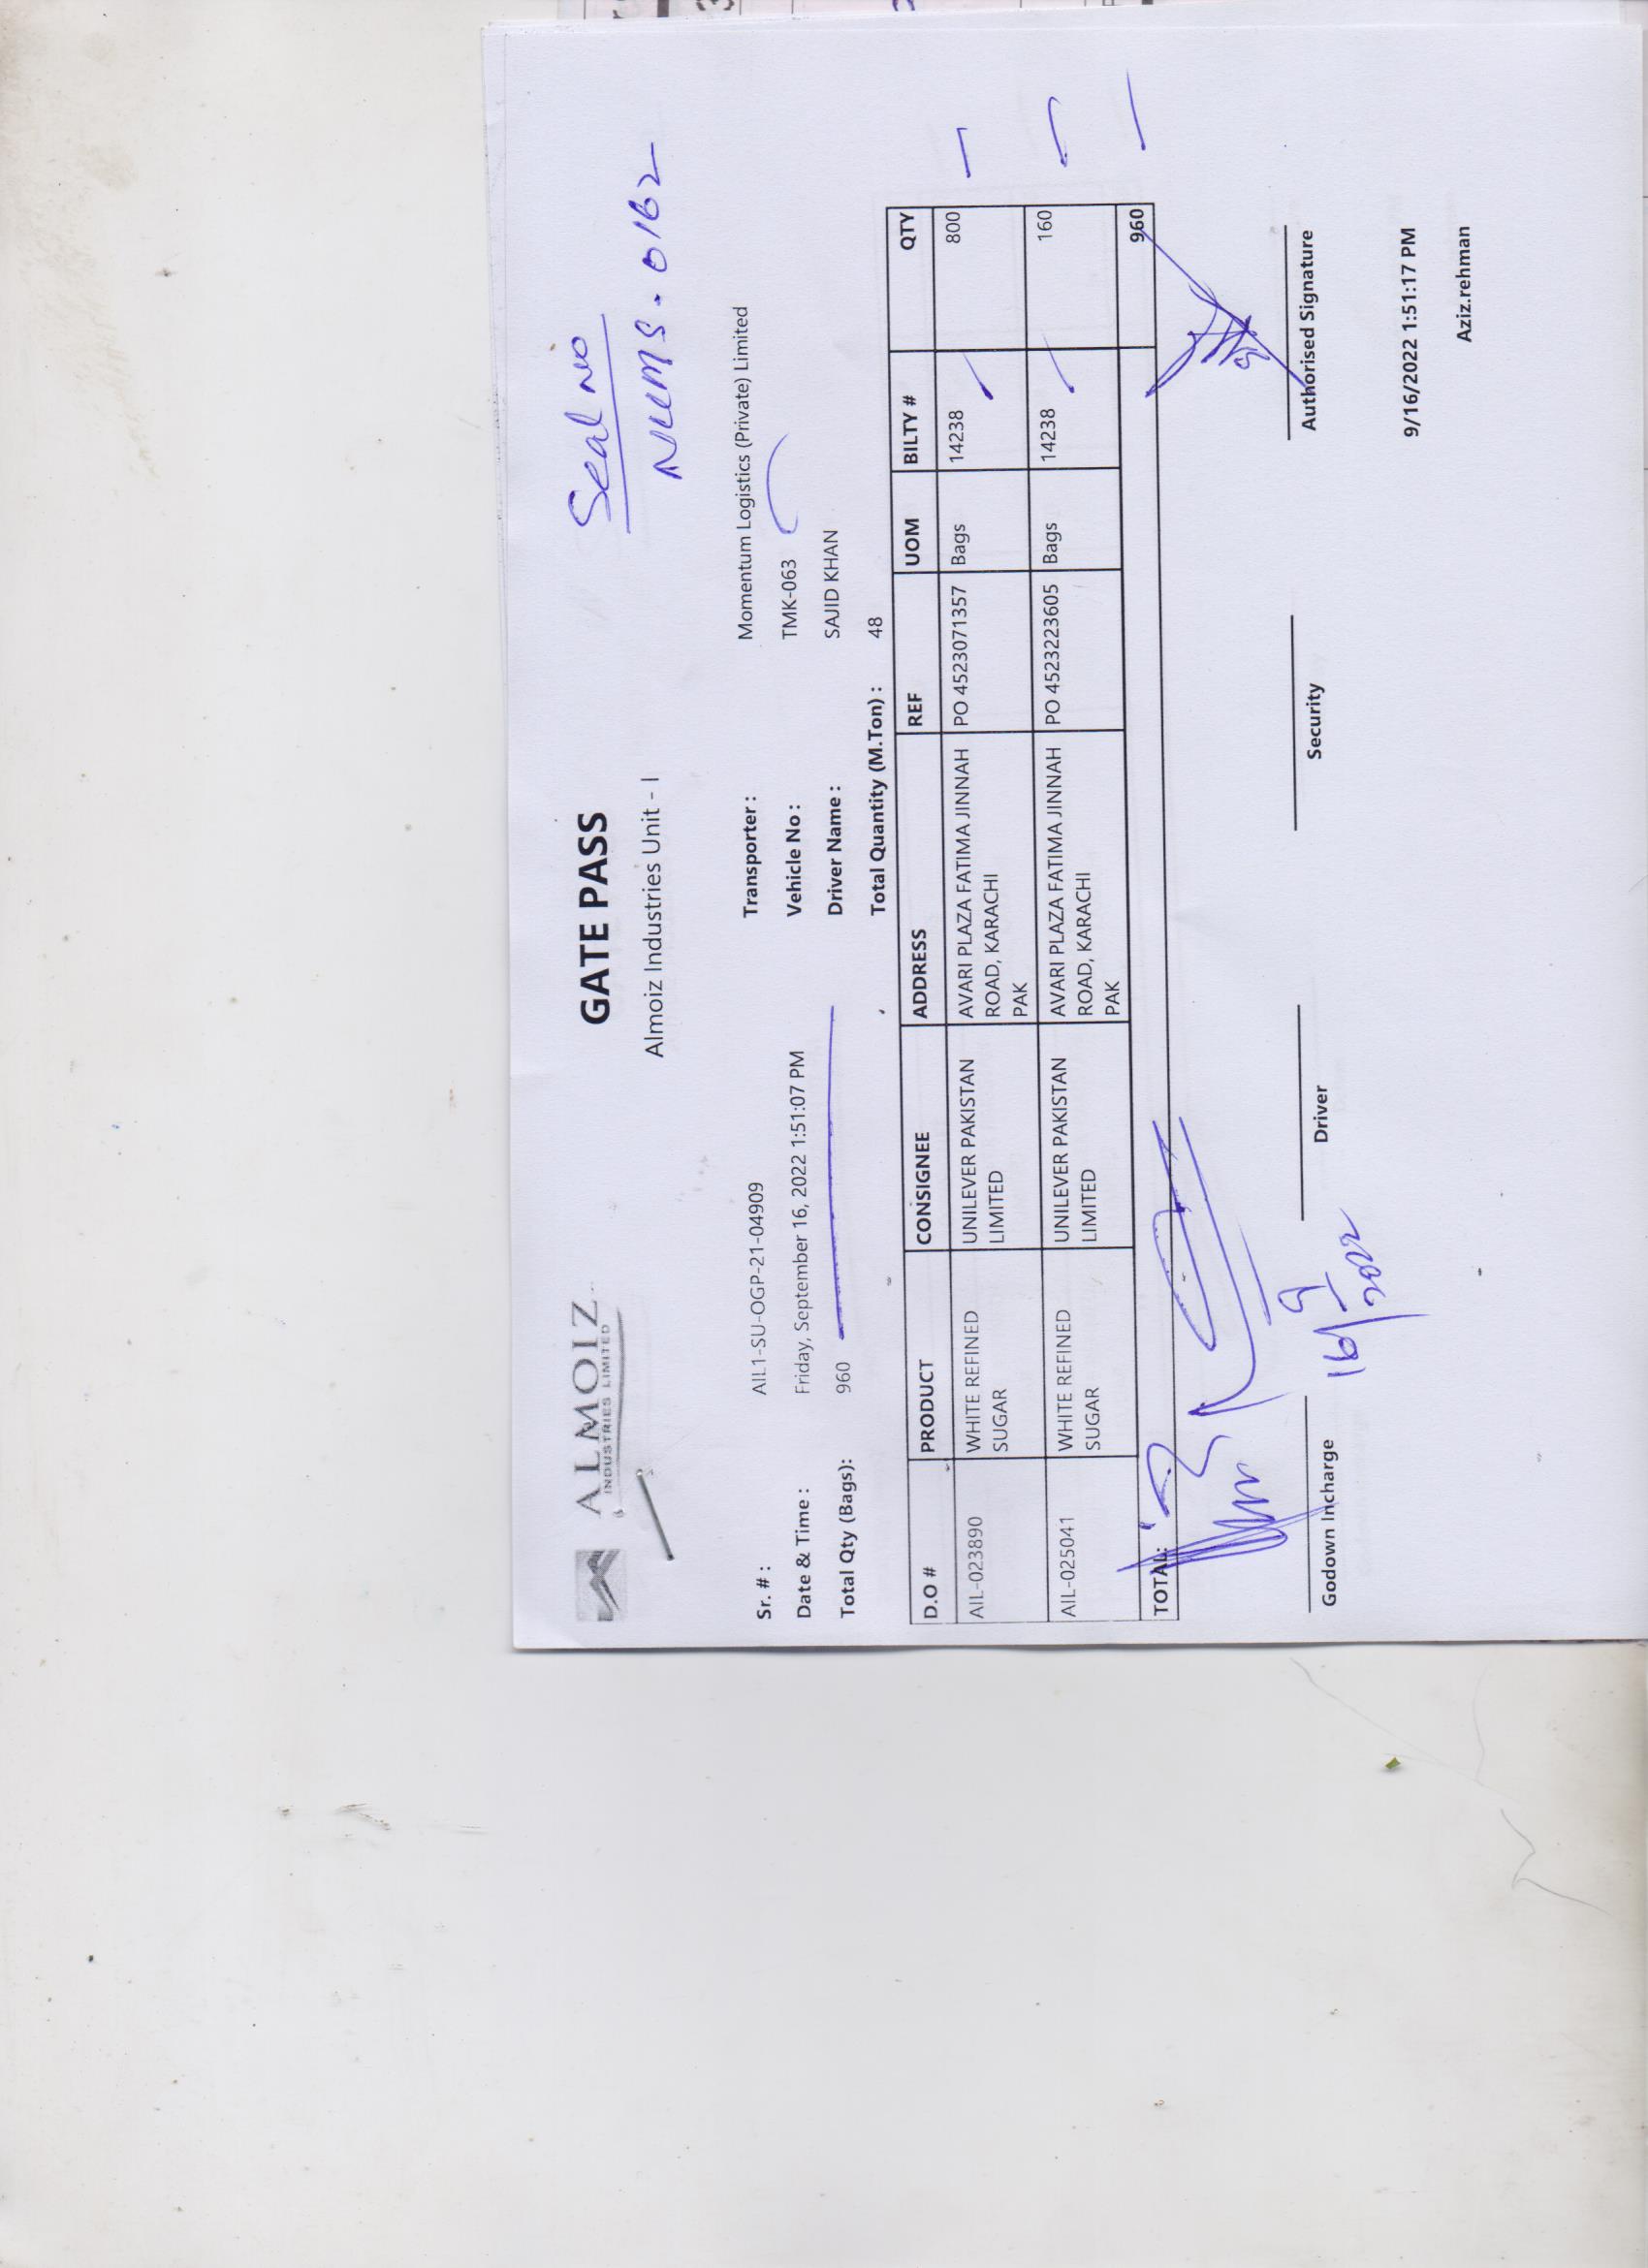 Seal no
NUMS.0162
ALMOIZ
INDUSTRIES LIMITED
GATE PASS
Almoiz Industries Unit - I
Sr. # : AIL1-SU-OGP-21-04909 Transporter : Momentum Logistics (Private) Limited
Date & Time : Friday, September 16, 2022 1:51:07 PM Vehicle No : TMK-063
Total Qty (Bags): 960 Driver Name : SAJID KHAN
Total Quantity (M.Ton) : 48
D.O # PRODUCT CONSIGNEE ADDRESS REF UOM BILTY # QTY
AIL-023890 WHITE REFINED UNILEVER PAKISTAN AVARI PLAZA FATIMA JINNAH PO 4523071357 Bags 14238 800
SUGAR LIMITED ROAD, KARACHI
PAK
AIL-025041 WHITE REFINED UNILEVER PAKISTAN AVARI PLAZA FATIMA JINNAH PO 4523223605 Bags 14238 160
SUGAR LIMITED ROAD, KARACHI
PAK
TOTAL: 960
Godown Incharge Driver Security Authorised Signature
16/9/2022
9/16/2022 1:51:17 PM
Aziz.rehman